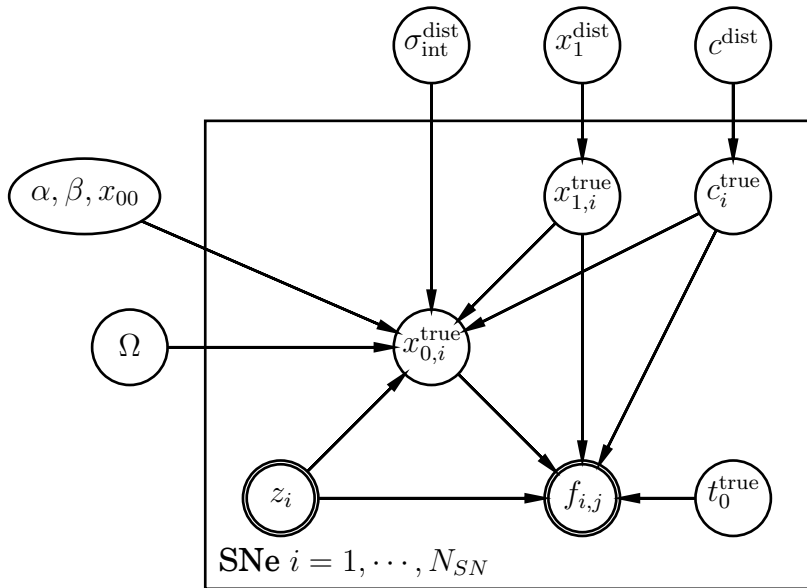 σ_int^dist x_1^dist c^dist
α, β, x_00 x_{1,i}^true c_i^true
Ω x_{0,i}^true
z_i f_{i,j} t_0^true
SNe i = 1, ⋯, N_SN